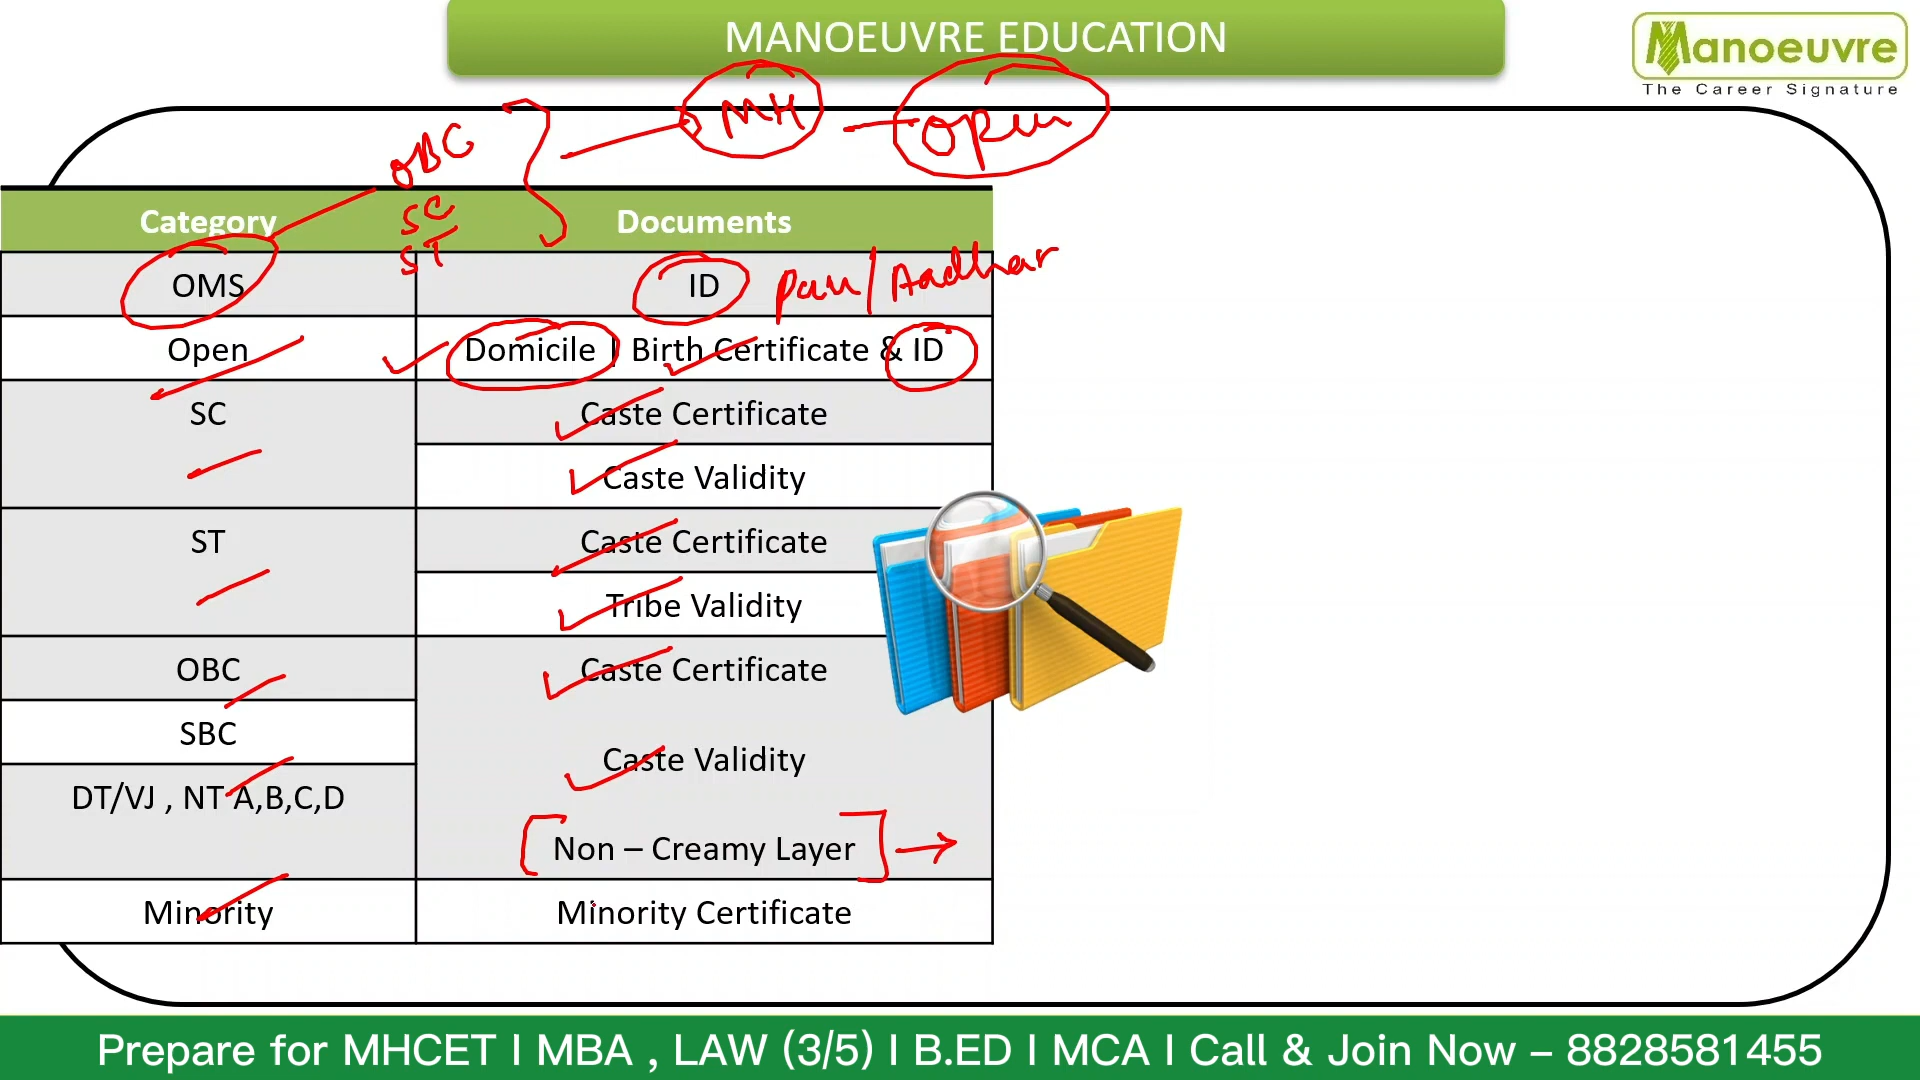 MANOEUVRE EDUCATION
Manoeuvre
The Career Signature
MH
Open
OBC
SC
ST
Category Documents
OMS ID Pan/Aadhar
Open Domicile | Birth Certificate & ID
SC Caste Certificate
Caste Validity
ST Caste Certificate
Tribe Validity
OBC Caste Certificate
SBC
Caste Validity
DT/VJ , NT A,B,C,D
Non – Creamy Layer
Minority Minority Certificate
Prepare for MHCET I MBA , LAW (3/5) I B.ED I MCA I Call & Join Now – 8828581455